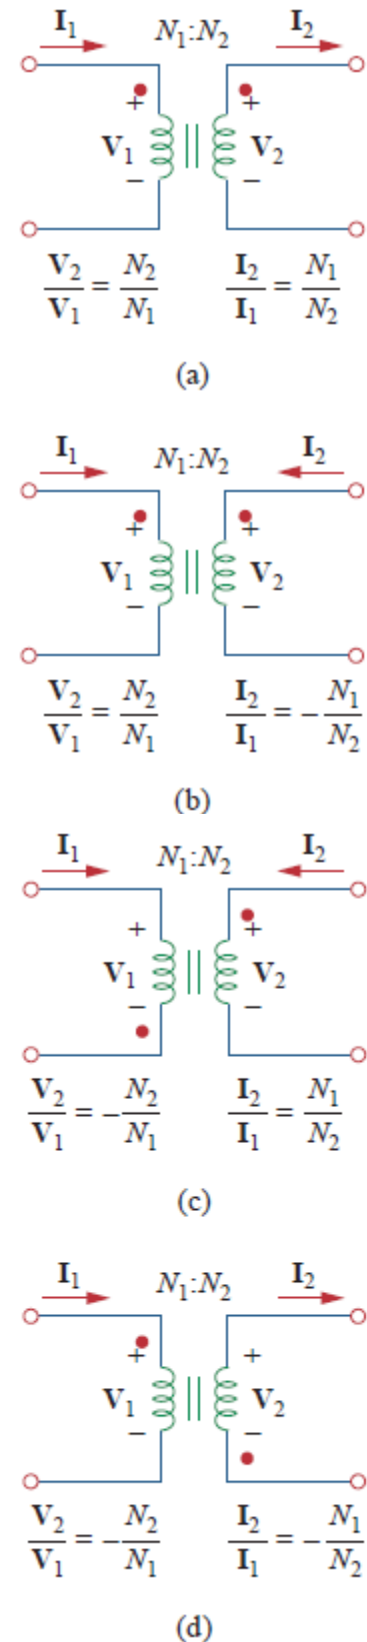 I₁ N₁:N₂ I₂
+ +
V₁ V₂
− −
V₂/V₁ = N₂/N₁ I₂/I₁ = N₁/N₂
(a)
I₁ N₁:N₂ I₂
+ +
V₁ V₂
− −
V₂/V₁ = N₂/N₁ I₂/I₁ = −N₁/N₂
(b)
I₁ N₁:N₂ I₂
+ +
V₁ V₂
− −
V₂/V₁ = −N₂/N₁ I₂/I₁ = N₁/N₂
(c)
I₁ N₁:N₂ I₂
+ +
V₁ V₂
− −
V₂/V₁ = −N₂/N₁ I₂/I₁ = −N₁/N₂
(d)